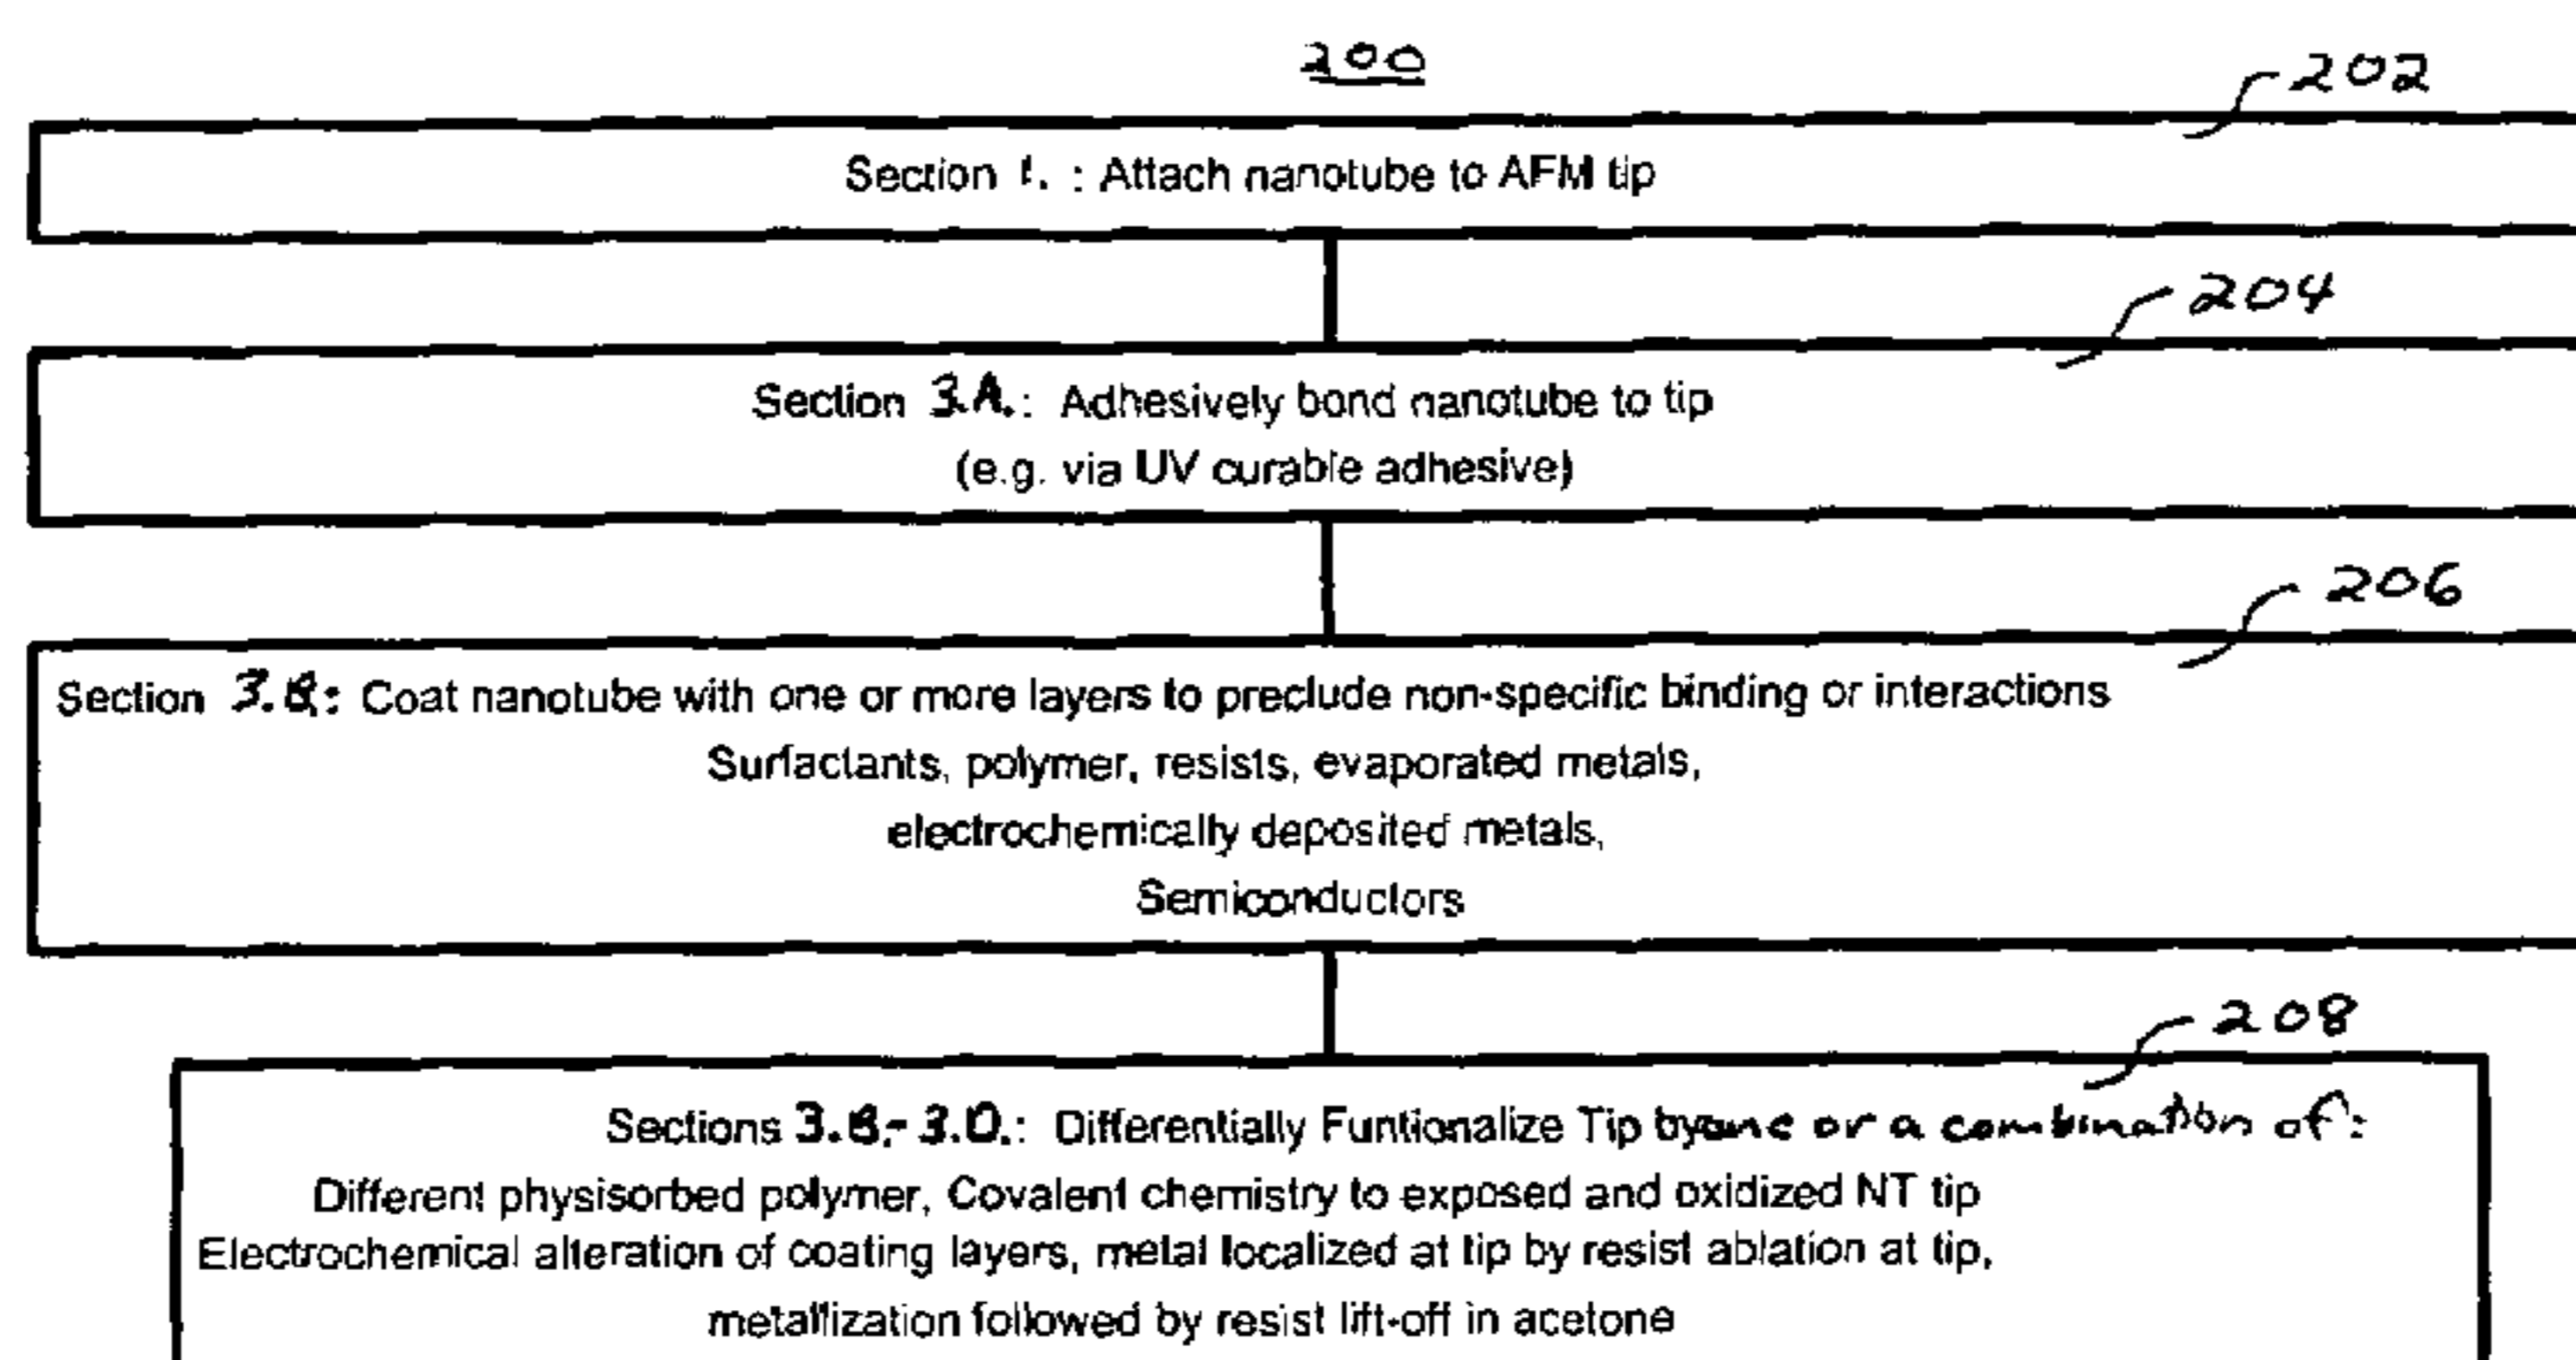 200
202
Section 1. : Attach nanotube to AFM tip
204
Section 3.A.: Adhesively bond nanotube to tip
(e.g. via UV curable adhesive)
206
Section 3.B.: Coat nanotube with one or more layers to preclude non-specific binding or interactions
Surfactants, polymer, resists, evaporated metals,
electrochemically deposited metals,
Semiconductors
208
Sections 3.B.- 3.D.: Differentially Funtionalize Tip by one or a combination of:
Different physisorbed polymer, Covalent chemistry to exposed and oxidized NT tip
Electrochemical alteration of coating layers, metal localized at tip by resist ablation at tip,
metallization followed by resist lift-off in acetone